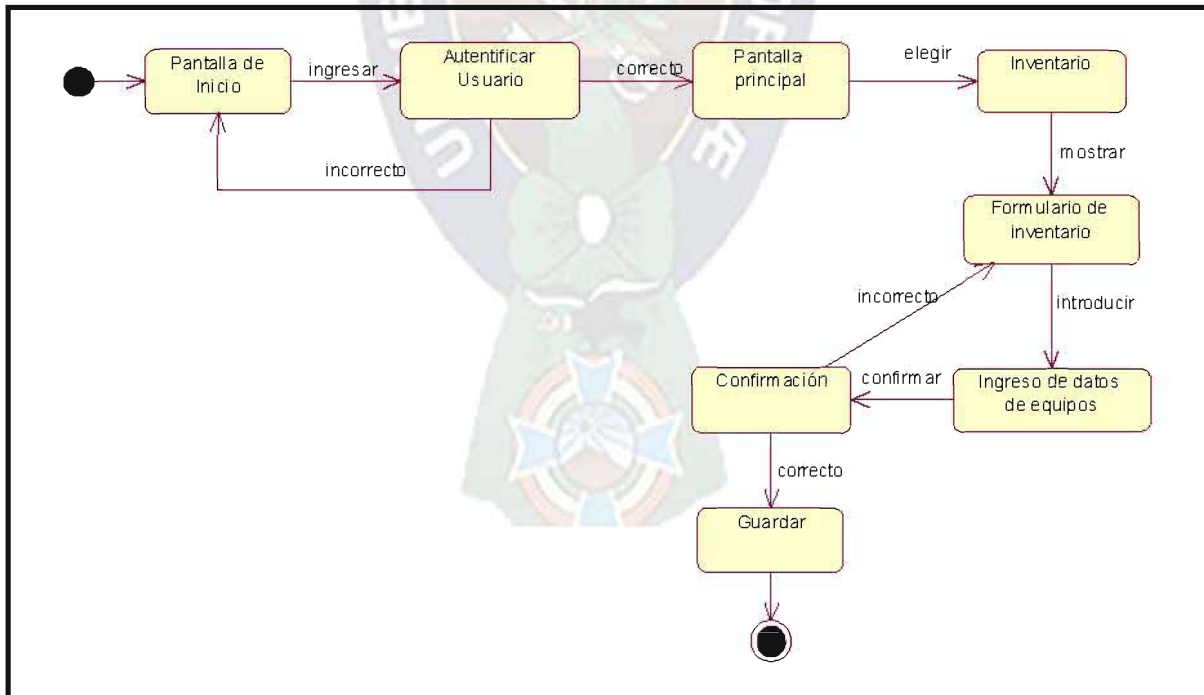 Pantalla de
Inicio
ingresar
Autentificar
Usuario
correcto
Pantalla
principal
elegir
Inventario
incorrecto
mostrar
Formulario de
inventario
incorrecto
introducir
Confirmación
confirmar
Ingreso de datos
de equipos
correcto
Guardar